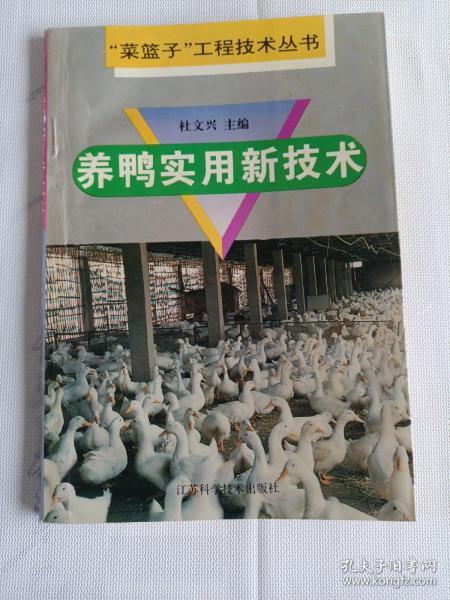 “菜篮子”工程技术丛书
杜文兴 主编
养鸭实用新技术
江苏科学技术出版社
孔夫子旧书网
www.kongfz.com